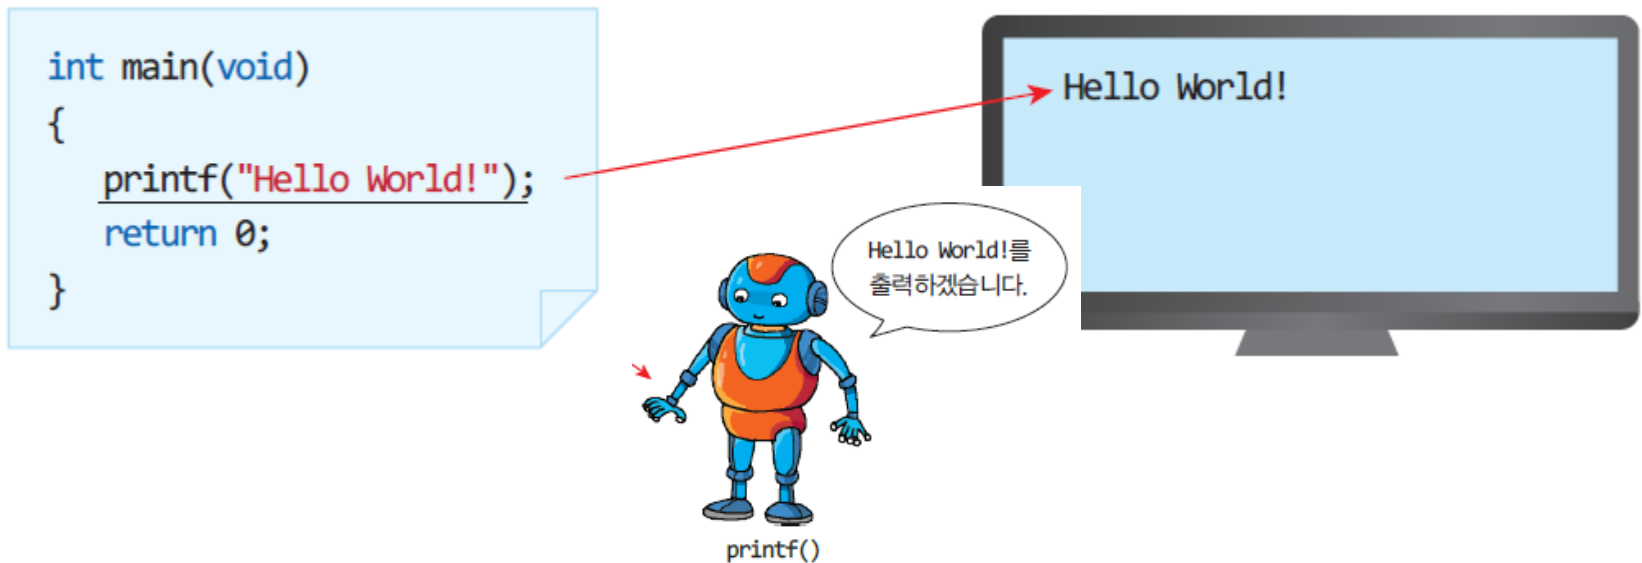 int main(void)
{
printf("Hello World!");
return 0;
}
Hello World!
Hello World!를
출력하겠습니다.
printf()